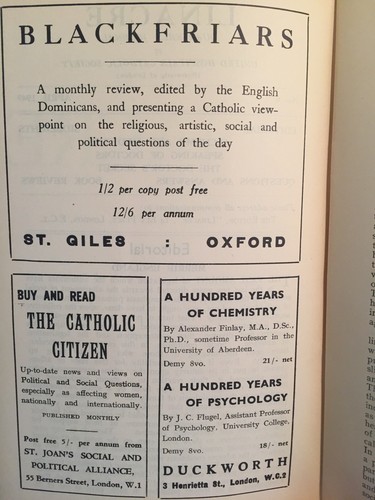 BLACKFRIARS
A monthly review, edited by the English
Dominicans, and presenting a Catholic view-
point on the religious, artistic, social and
political questions of the day
1/2 per copy post free
12/6 per annum
ST. GILES : OXFORD
BUY AND READ
THE CATHOLIC
CITIZEN
Up-to-date news and views on
Political and Social Questions,
especially as affecting women,
nationally and internationally.
PUBLISHED MONTHLY
Post free 5/- per annum from
ST. JOAN'S SOCIAL AND
POLITICAL ALLIANCE,
55 Berners Street, London, W.1
A HUNDRED YEARS
OF CHEMISTRY
By Alexander Finlay, M.A., D.Sc.,
Ph.D., sometime Professor in the
University of Aberdeen.
Demy 8vo. 21/- net
A HUNDRED YEARS
OF PSYCHOLOGY
By J. C. Flugel, Assistant Professor
of Psychology, University College,
London.
Demy 8vo. 18/- net
DUCKWORTH
3 Henrietta St., London, W.C.2